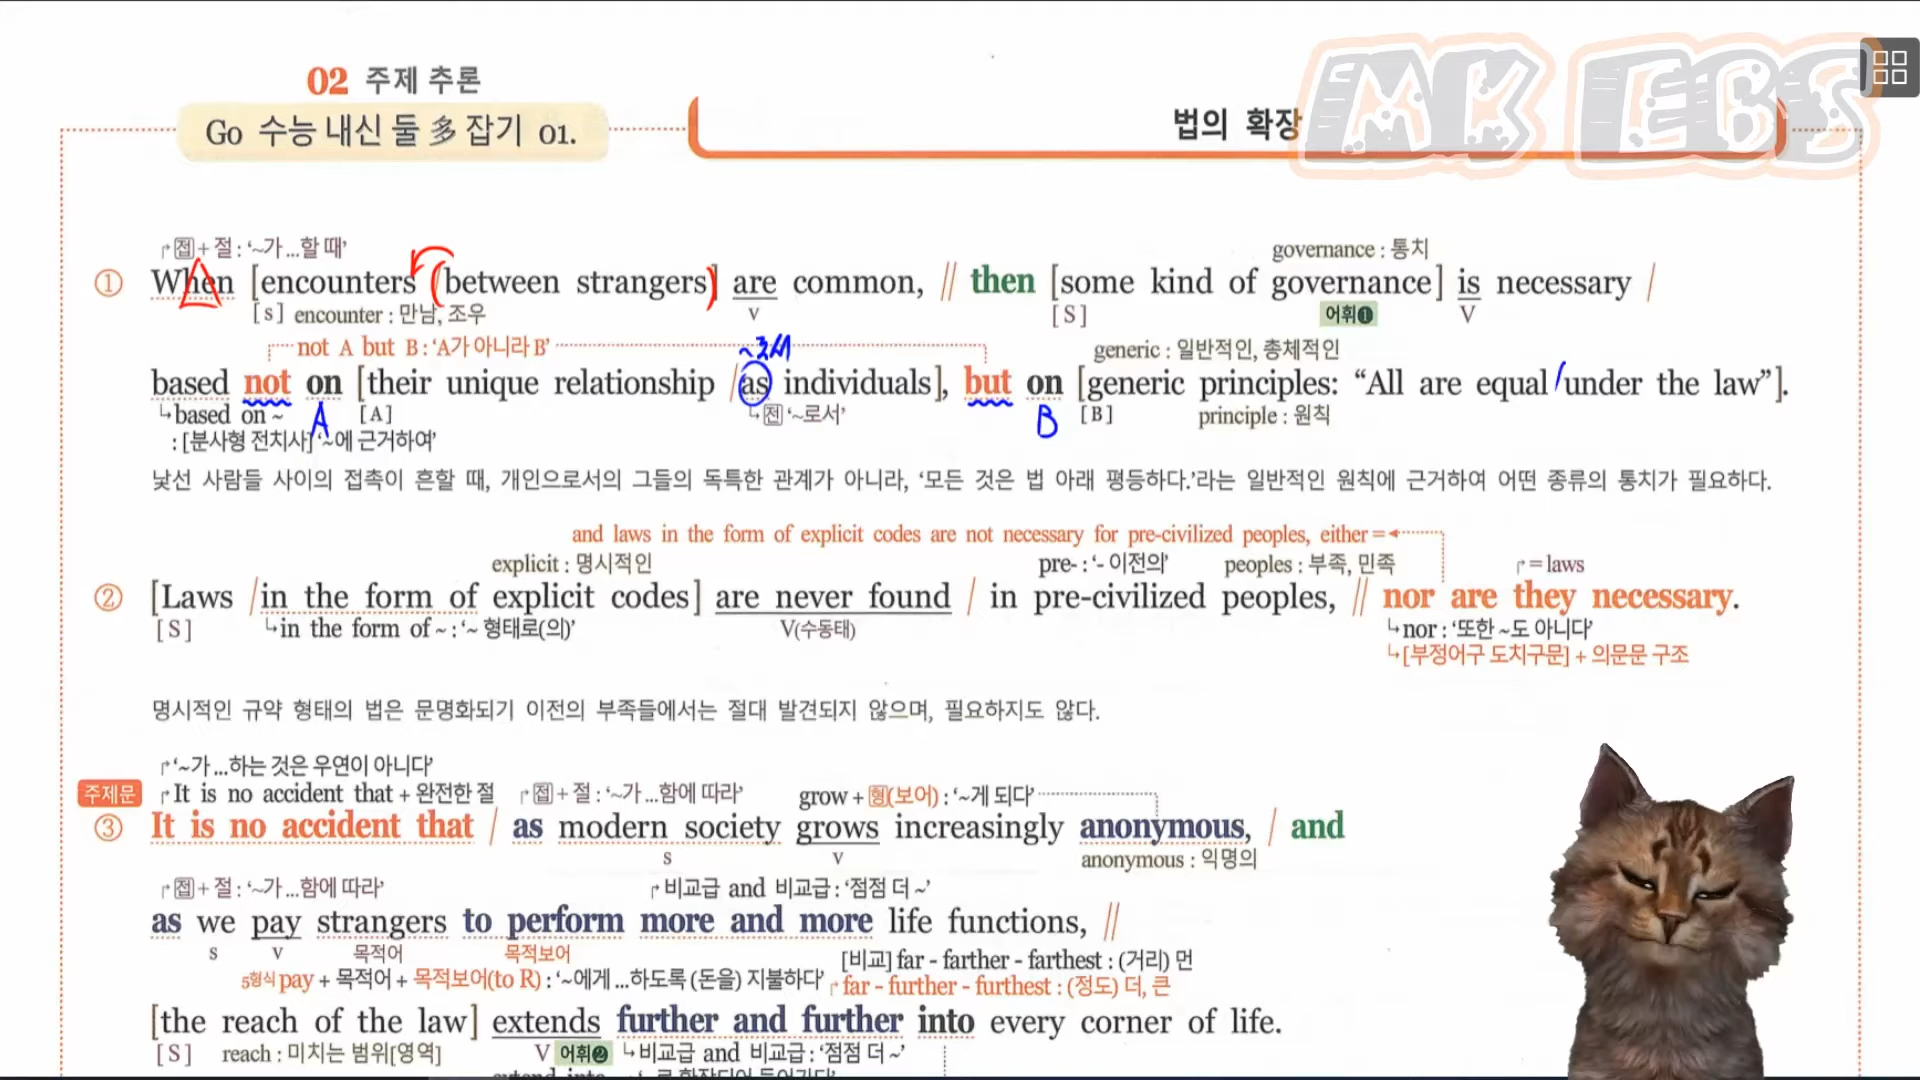 02 주제 추론
Go 수능 내신 둘 多 잡기 01.
법의 확장
MK EBS
┌접+절 : ‘~가 ...할 때’
governance : 통치
① When [encounters (between strangers)] are common, // then [some kind of governance] is necessary /
[s] encounter : 만남, 조우 v [S] 어휘❶ V
not A but B : ‘A가 아니라 B’ ~로서 generic : 일반적인, 총체적인
based not on [their unique relationship / as individuals], but on [generic principles: “All are equal / under the law”].
└based on ~ A [A] └전 ‘~로서’ B [B] principle : 원칙
: [분사형 전치사] ‘~에 근거하여’
낯선 사람들 사이의 접촉이 흔할 때, 개인으로서의 그들의 독특한 관계가 아니라, ‘모든 것은 법 아래 평등하다.’라는 일반적인 원칙에 근거하여 어떤 종류의 통치가 필요하다.
and laws in the form of explicit codes are not necessary for pre-civilized peoples, either =
explicit : 명시적인 pre- : ‘- 이전의’ peoples : 부족, 민족 ┌= laws
② [Laws / in the form of explicit codes] are never found / in pre-civilized peoples, // nor are they necessary.
[S] └in the form of ~ : ‘~ 형태로(의)’ V(수동태) └nor : ‘또한 ~도 아니다’
└[부정어구 도치구문] + 의문문 구조
명시적인 규약 형태의 법은 문명화되기 이전의 부족들에서는 절대 발견되지 않으며, 필요하지도 않다.
┌‘~가 ...하는 것은 우연이 아니다’
주제문 ┌It is no accident that + 완전한 절 ┌접+절 : ‘~가 ...함에 따라’ grow + 형(보어) : ‘~게 되다’
③ It is no accident that / as modern society grows increasingly anonymous, / and
s v anonymous : 익명의
┌접+절 : ‘~가 ...함에 따라’ ┌비교급 and 비교급 : ‘점점 더 ~’
as we pay strangers to perform more and more life functions, //
s v 목적어 목적보어 [비교] far - farther - farthest : (거리) 먼
5형식 pay + 목적어 + 목적보어(to R) : ‘~에게 ...하도록 (돈을) 지불하다’ ┌far - further - furthest : (정도) 더, 큰
[the reach of the law] extends further and further into every corner of life.
[S] reach : 미치는 범위[영역] V 어휘❷ └비교급 and 비교급 : ‘점점 더 ~’